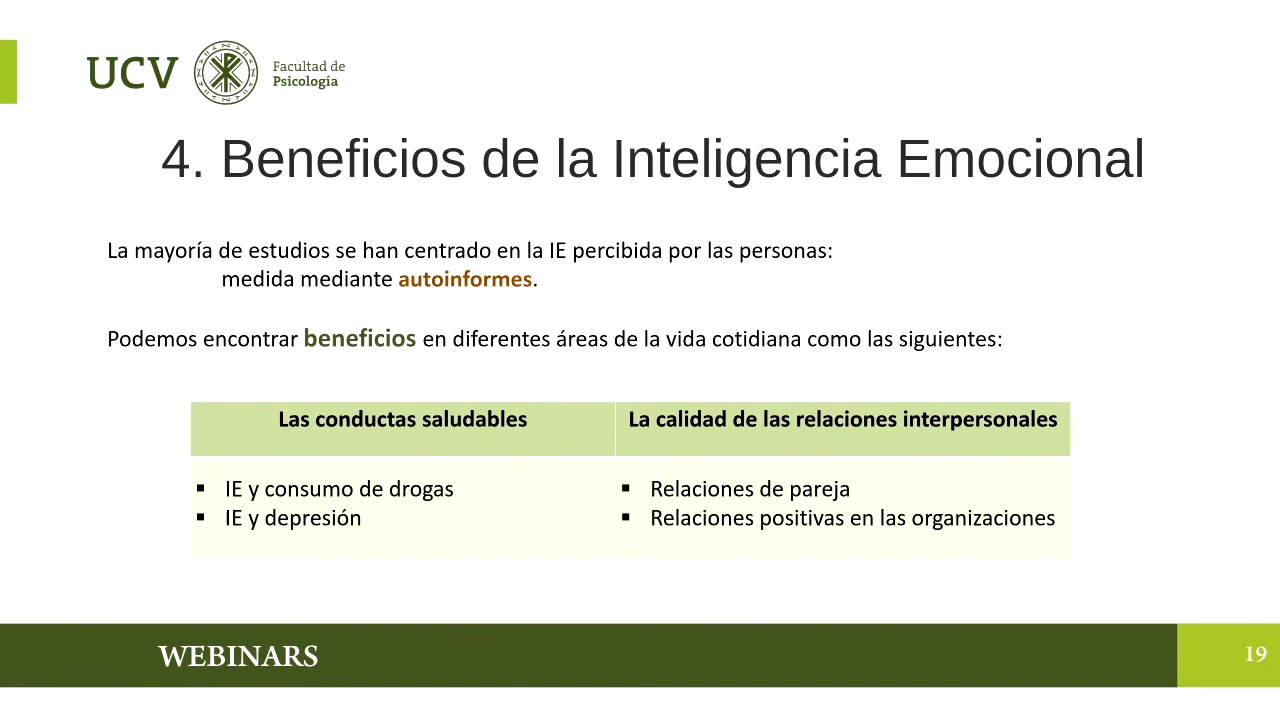 UCV
Facultad de
Psicología
4. Beneficios de la Inteligencia Emocional
La mayoría de estudios se han centrado en la IE percibida por las personas:
medida mediante autoinformes.
Podemos encontrar beneficios en diferentes áreas de la vida cotidiana como las siguientes:
Las conductas saludables
▪ IE y consumo de drogas
▪ IE y depresión
La calidad de las relaciones interpersonales
▪ Relaciones de pareja
▪ Relaciones positivas en las organizaciones
WEBINARS
19